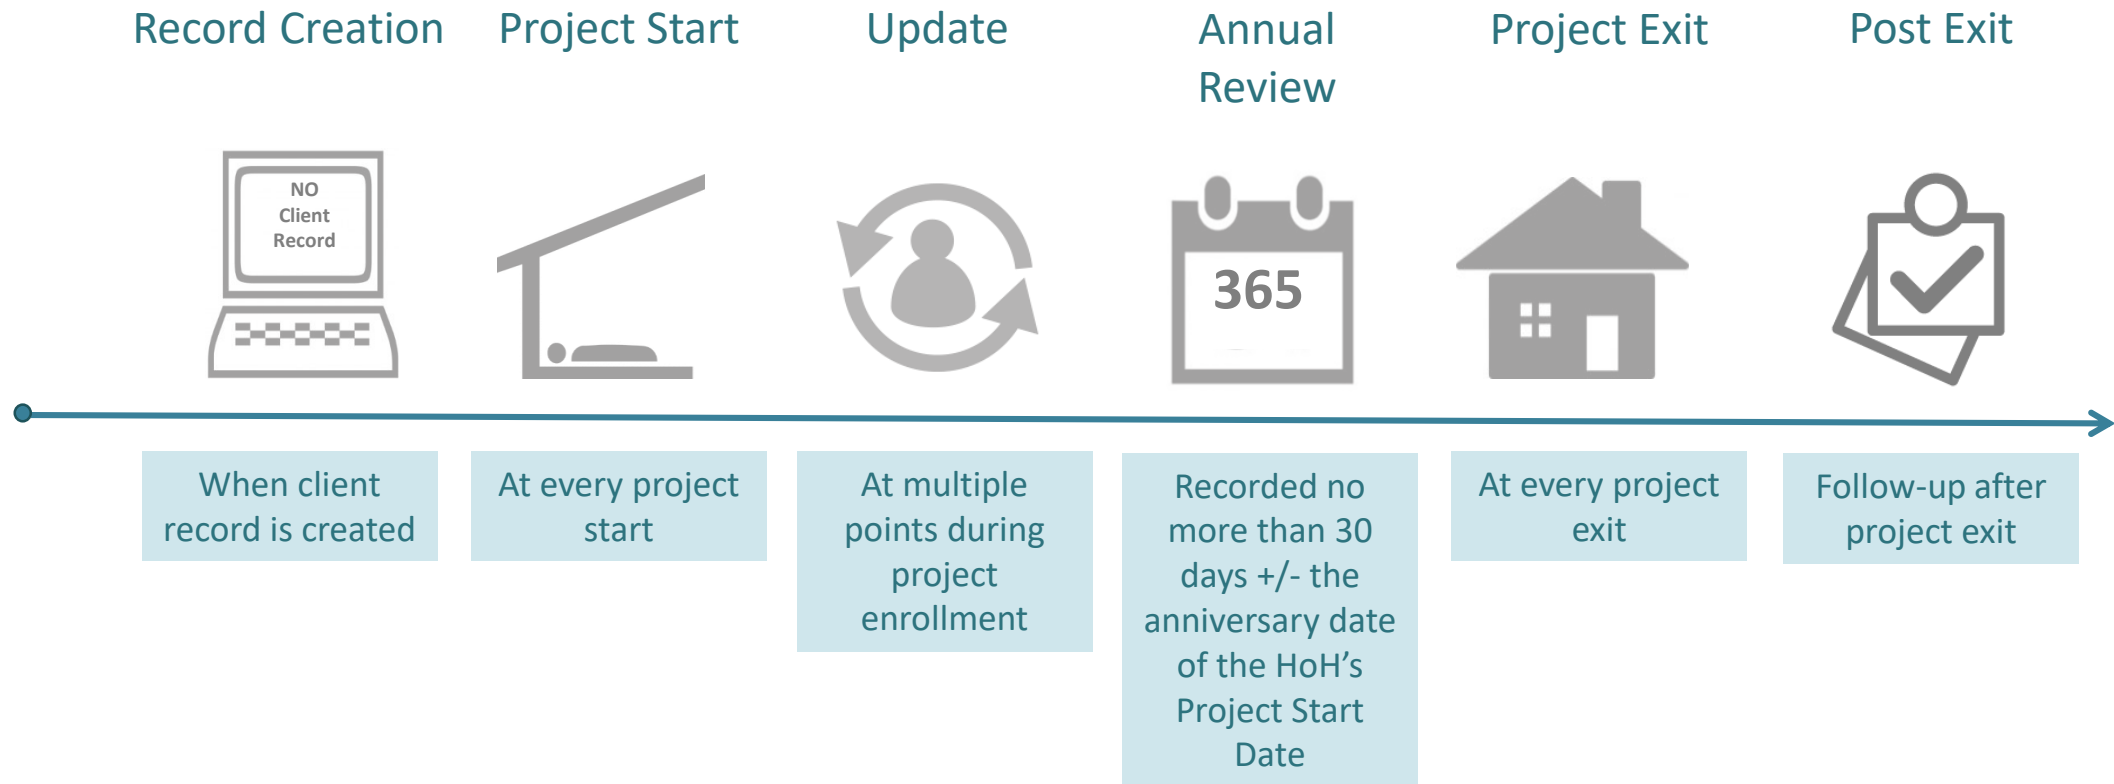 Record Creation
Project Start
Update
Annual
Review
Project Exit
Post Exit
NO
Client
Record
365
When client
record is created
At every project
start
At multiple
points during
project
enrollment
Recorded no
more than 30
days +/- the
anniversary date
of the HoH’s
Project Start
Date
At every project
exit
Follow-up after
project exit